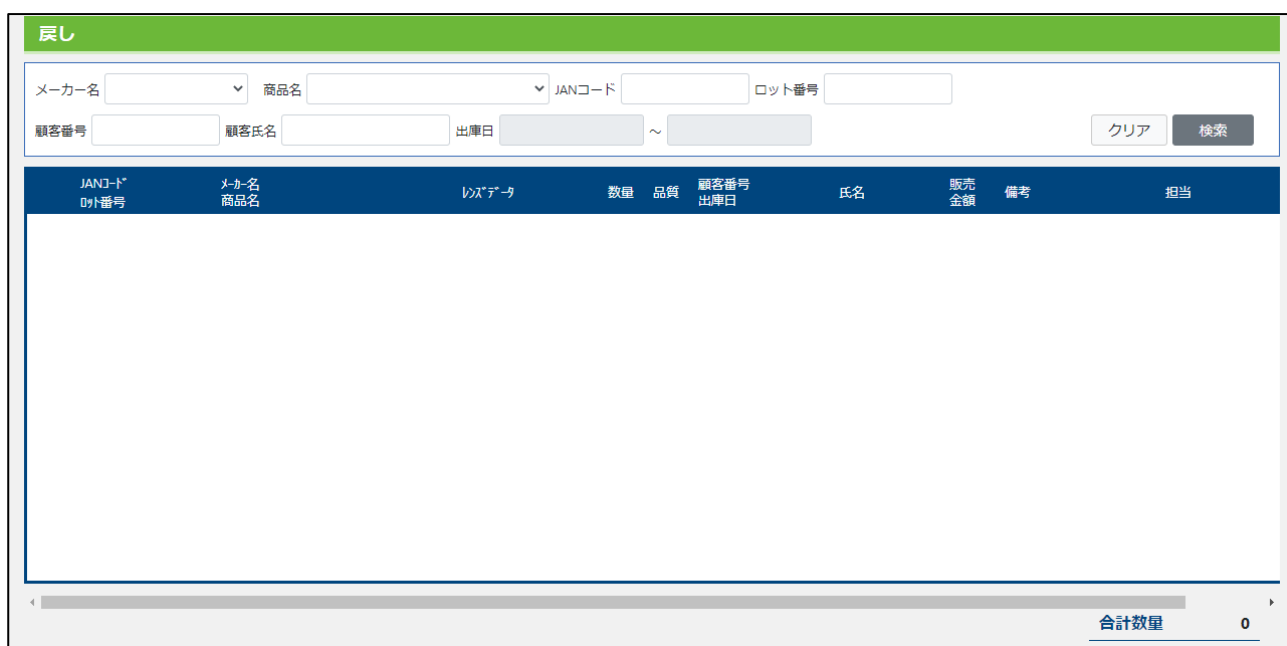 戻し
メーカー名 商品名 JANコード ロット番号
顧客番号 顧客氏名 出庫日 ～ クリア 検索
JANｺｰﾄﾞ ﾒｰｶｰ名 ﾚﾝｽﾞﾃﾞｰﾀ 数量 品質 顧客番号 氏名 販売 備考 担当
ﾛｯﾄ番号 商品名 出庫日 金額
合計数量 0